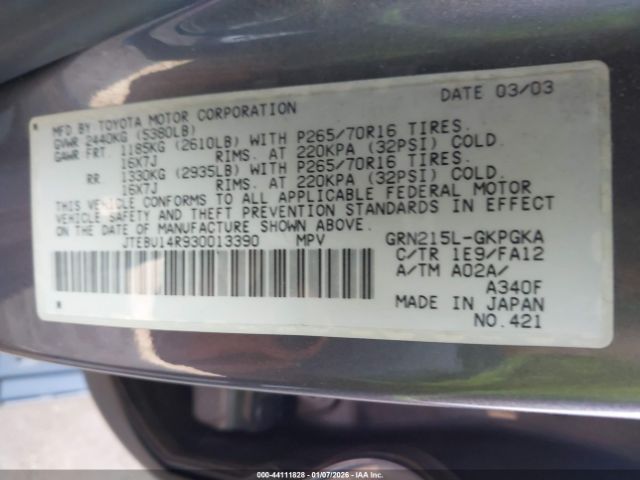 DATE 03/03
MFD BY TOYOTA MOTOR CORPORATION
GVWR 2440KG (5380LB)
GAWR FRT 1185KG (2610LB) WITH P265/70R16 TIRES.
16X7J RIMS. AT 220KPA (32PSI) COLD.
RR 1330KG (2935LB) WITH P265/70R16 TIRES.
16X7J RIMS. AT 220KPA (32PSI) COLD.
THIS VEHICLE CONFORMS TO ALL APPLICABLE FEDERAL MOTOR
VEHICLE SAFETY AND THEFT PREVENTION STANDARDS IN EFFECT
ON THE DATE OF MANUFACTURE SHOWN ABOVE.
JTEBU14R930013390 MPV GRN215L-GKPGKA
C/TR 1E9/FA12
A/TM A02A/
A340F
MADE IN JAPAN
NO.421
000-44111828 | 01/07/2026 | IAA Inc.